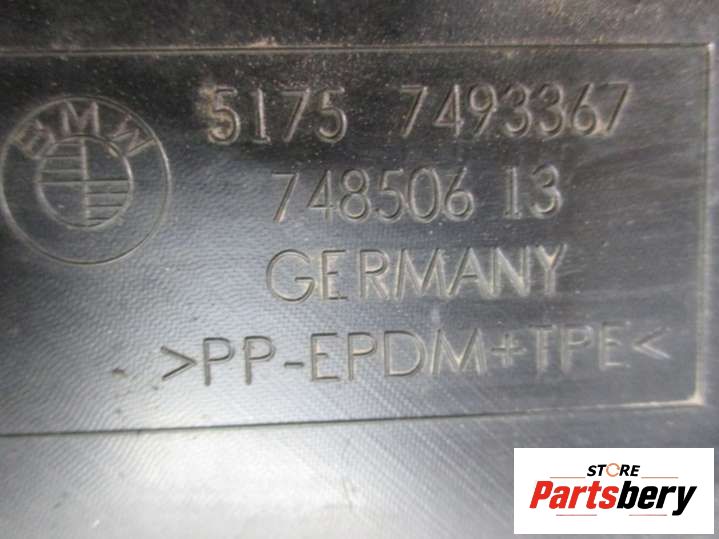 BMW
5175 7493367
748506 13
GERMANY
>PP-EPDM+TPE<
STORE
Partsbery